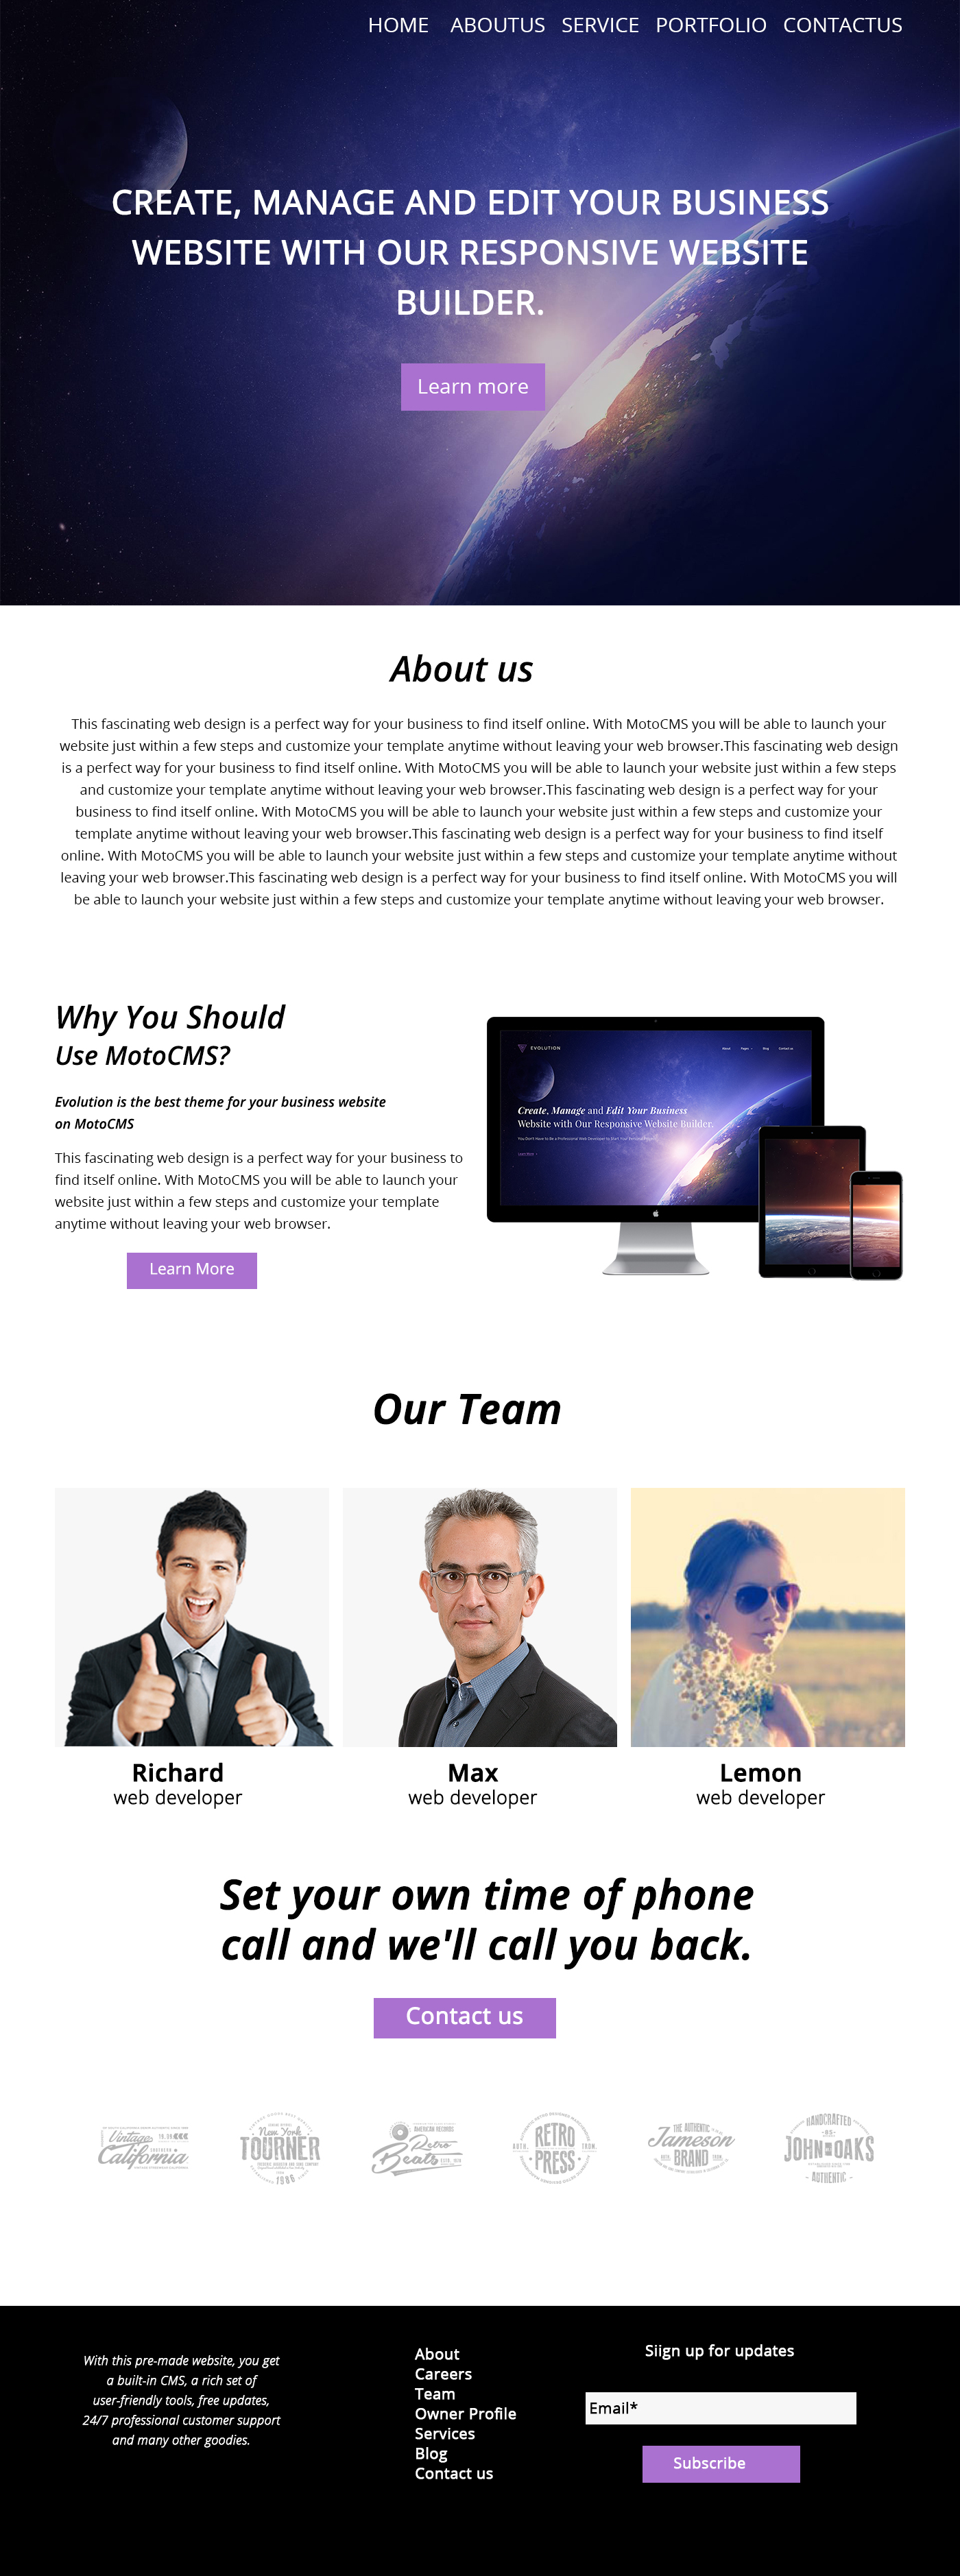 HOME ABOUTUS SERVICE PORTFOLIO CONTACTUS
CREATE, MANAGE AND EDIT YOUR BUSINESS
WEBSITE WITH OUR RESPONSIVE WEBSITE
BUILDER.
Learn more
About us
This fascinating web design is a perfect way for your business to find itself online. With MotoCMS you will be able to launch your
website just within a few steps and customize your template anytime without leaving your web browser.This fascinating web design
is a perfect way for your business to find itself online. With MotoCMS you will be able to launch your website just within a few steps
and customize your template anytime without leaving your web browser.This fascinating web design is a perfect way for your
business to find itself online. With MotoCMS you will be able to launch your website just within a few steps and customize your
template anytime without leaving your web browser.This fascinating web design is a perfect way for your business to find itself
online. With MotoCMS you will be able to launch your website just within a few steps and customize your template anytime without
leaving your web browser.This fascinating web design is a perfect way for your business to find itself online. With MotoCMS you will
be able to launch your website just within a few steps and customize your template anytime without leaving your web browser.
Why You Should
Use MotoCMS?
Evolution is the best theme for your business website
on MotoCMS
This fascinating web design is a perfect way for your business to
find itself online. With MotoCMS you will be able to launch your
website just within a few steps and customize your template
anytime without leaving your web browser.
Learn More
EVOLUTION
About Pages Blog Contact us
Create, Manage and Edit Your Business
Website with Our Responsive Website Builder.
Our Team
Richard
web developer
Max
web developer
Lemon
web developer
Set your own time of phone
call and we'll call you back.
Contact us
Vintage
California
New York
TOURNER
1986
AMERICAN RECORDS
Retro
Beats
RETRO
PRESS
THE AUTHENTIC
Jameson
BRAND
HANDCRAFTED
JOHN OAKS
- AUTHENTIC -
With this pre-made website, you get
a built-in CMS, a rich set of
user-friendly tools, free updates,
24/7 professional customer support
and many other goodies.
About
Careers
Team
Owner Profile
Services
Blog
Contact us
Siign up for updates
Email*
Subscribe